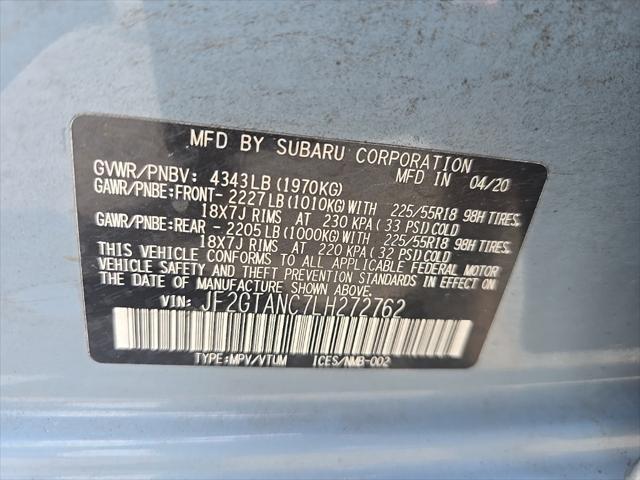 MFD BY SUBARU CORPORATION
GVWR/PNBV: 4343LB (1970KG) MFD IN 04/20
GAWR/PNBE:FRONT- 2227LB (1010KG) WITH 225/55R18 98H TIRES,
18X7J RIMS AT 230 KPA ( 33 PSI) COLD
GAWR/PNBE:REAR - 2205LB (1000KG) WITH 225/55R18 98H TIRES,
18X7J RIMS AT 220 KPA ( 32 PSI) COLD
THIS VEHICLE CONFORMS TO ALL APPLICABLE FEDERAL MOTOR
VEHICLE SAFETY AND THEFT PREVENTION STANDARDS IN EFFECT ON
THE DATE OF MANUFACTURE SHOWN ABOVE.
VIN: JF2GTANC7LH272762
TYPE:MPV/VTUM ICES/NMB-002